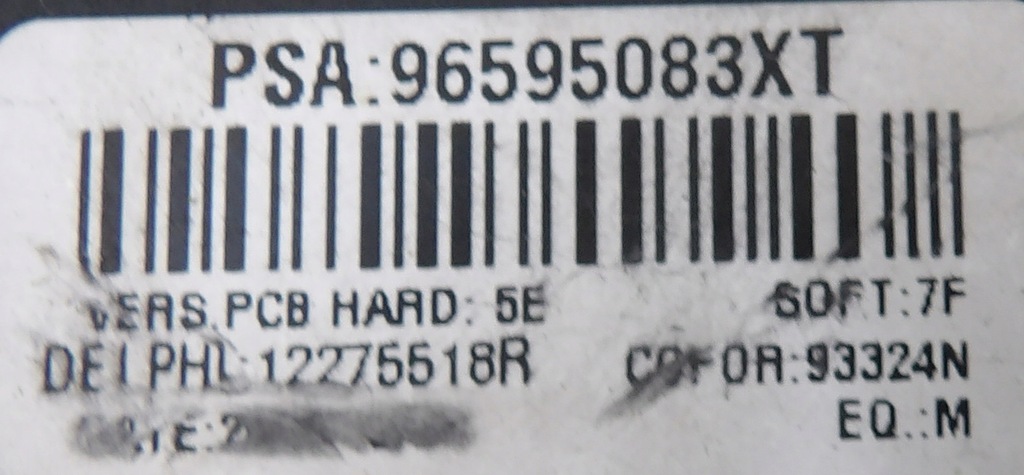 PSA:96595083XT
VERS.PCB HARD: 5E SOFT:7F
DELPHI:12275518R COFOR:93324N
EQ.:M